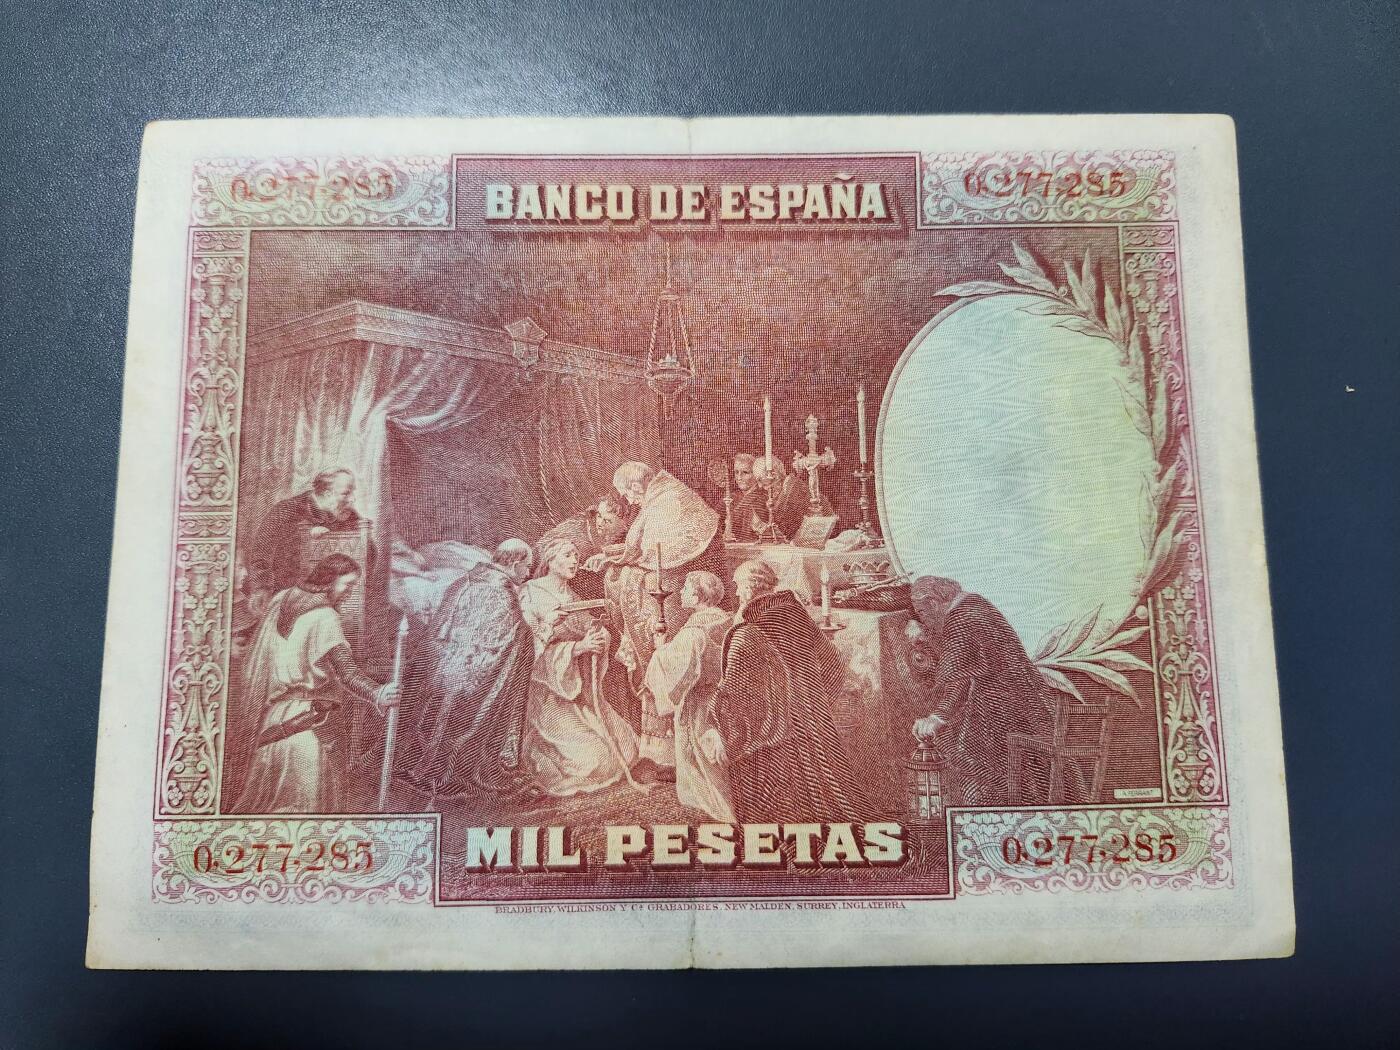 0.277.285
BANCO DE ESPAÑA
0.277.285
A. FERRANT
MIL PESETAS
0.277.285
0.277.285
BRADBURY, WILKINSON Y Cª GRABADORES. NEW MALDEN, SURREY, INGLATERRA